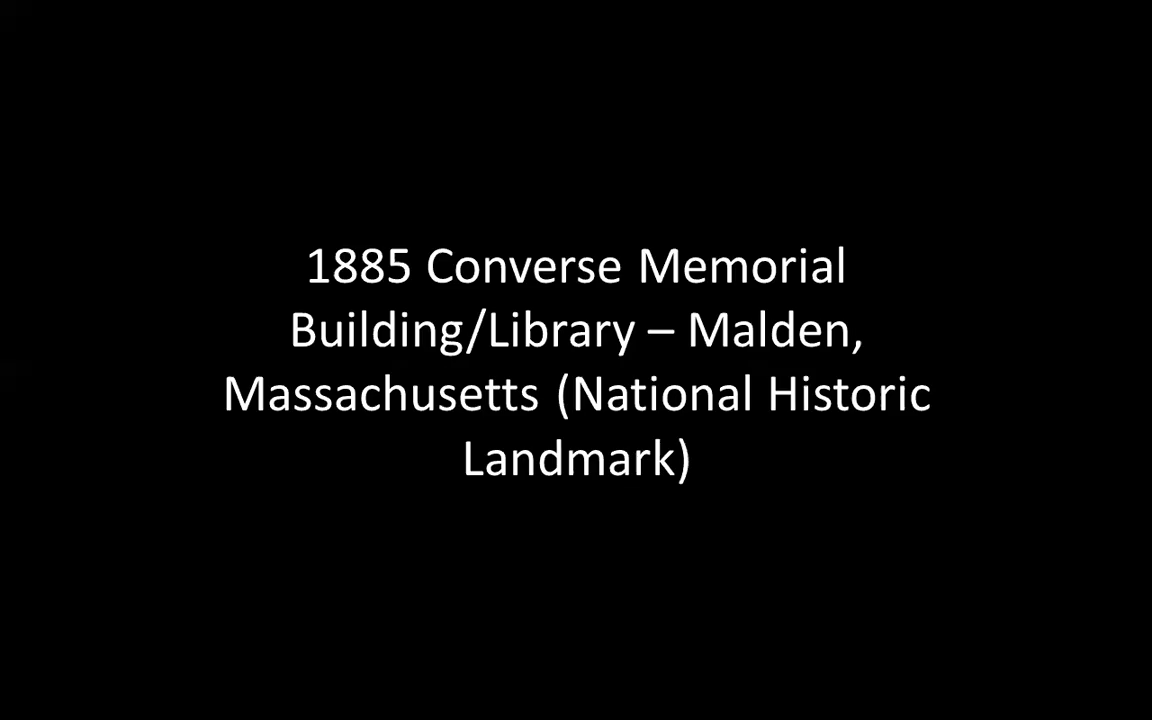 1885 Converse Memorial
Building/Library – Malden,
Massachusetts (National Historic
Landmark)